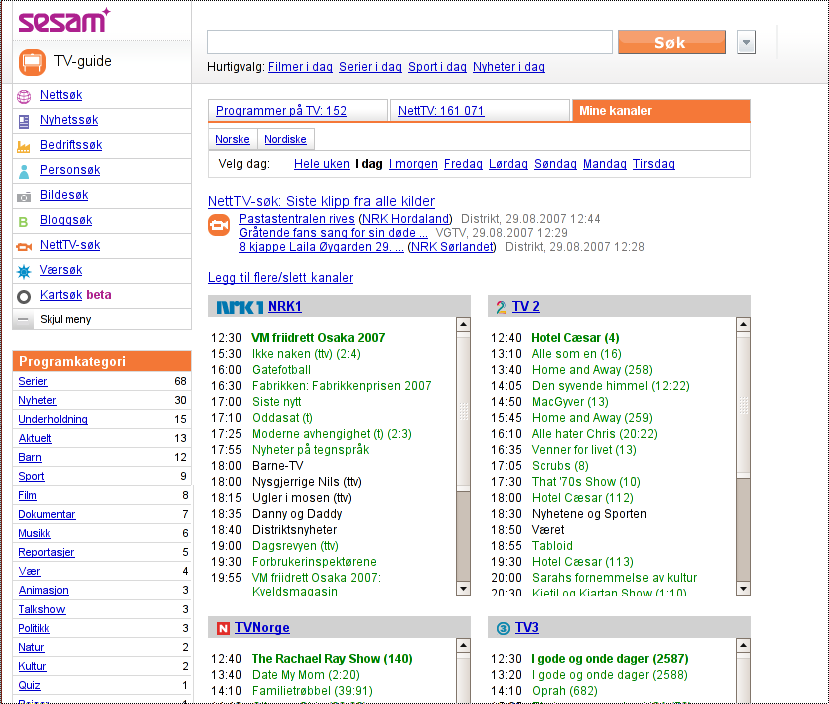 sesam
TV-guide
Søk
Hurtigvalg: Filmer i dag Serier i dag Sport i dag Nyheter i dag
Nettsøk
Nyhetssøk
Bedriftssøk
Personsøk
Bildesøk
Bloggsøk
NettTV-søk
Værsøk
Kartsøk beta
Skjul meny
Programkategori
Serier 68
Nyheter 30
Underholdning 15
Aktuelt 13
Barn 12
Sport 9
Film 8
Dokumentar 7
Musikk 6
Reportasjer 5
Vær 4
Animasjon 3
Talkshow 3
Politikk 3
Natur 2
Kultur 2
Quiz 1
Programmer på TV: 152 NettTV: 161 071 Mine kanaler
Norske Nordiske
Velg dag: Hele uken I dag I morgen Fredag Lørdag Søndag Mandag Tirsdag
NettTV-søk: Siste klipp fra alle kilder
Pastastentralen rives (NRK Hordaland) Distrikt, 29.08.2007 12:44
Gråtende fans sang for sin døde ... VGTV, 29.08.2007 12:29
8 kjappe Laila Øygarden 29. ... (NRK Sørlandet) Distrikt, 29.08.2007 12:28
Legg til flere/slett kanaler
NRK1 NRK1
12:30 VM friidrett Osaka 2007
15:30 Ikke naken (ttv) (2:4)
16:00 Gatefotball
16:30 Fabrikken: Fabrikkenprisen 2007
17:00 Siste nytt
17:10 Oddasat (t)
17:25 Moderne avhengighet (t) (2:3)
17:55 Nyheter på tegnspråk
18:00 Barne-TV
18:00 Nysgjerrige Nils (ttv)
18:15 Ugler i mosen (ttv)
18:35 Danny og Daddy
18:40 Distriktsnyheter
19:00 Dagsrevyen (ttv)
19:30 Forbrukerinspektørene
19:55 VM friidrett Osaka 2007:
Kveldsmagasin
2 TV 2
12:40 Hotel Cæsar (4)
13:10 Alle som en (16)
13:40 Home and Away (258)
14:05 Den syvende himmel (12:22)
14:50 MacGyver (13)
15:45 Home and Away (259)
16:10 Alle hater Chris (20:22)
16:35 Venner for livet (13)
17:05 Scrubs (8)
17:30 That '70s Show (10)
18:00 Hotel Cæsar (112)
18:30 Nyhetene og Sporten
18:50 Været
18:55 Tabloid
19:30 Hotel Cæsar (113)
20:00 Sarahs fornemmelse av kultur
20:30 Kjetil og Kjartan Show (1:10)
N TVNorge
12:40 The Rachael Ray Show (140)
13:40 Date My Mom (2:20)
14:10 Familietrøbbel (39:91)
3 TV3
12:30 I gode og onde dager (2587)
13:20 I gode og onde dager (2588)
14:10 Oprah (682)